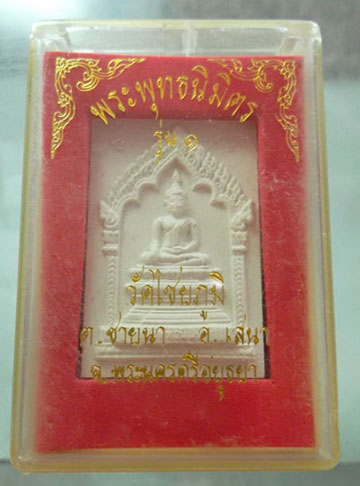 พระพุทธนิมิตร
รุ่น ๑
วัดไชยภูมิ
ต.ชายนา อ.เสนา
จ.พระนครศรีอยุธยา